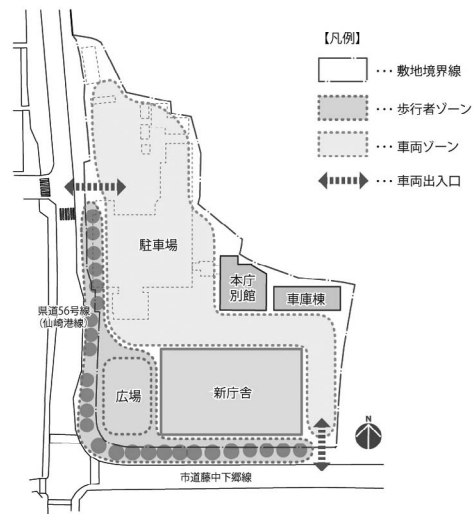 【凡例】
･･･敷地境界線
･･･歩行者ゾーン
･･･車両ゾーン
･･･車両出入口
駐車場
本庁
別館
車庫棟
県道56号線
(仙崎港線)
広場
新庁舎
N
市道藤中下郷線